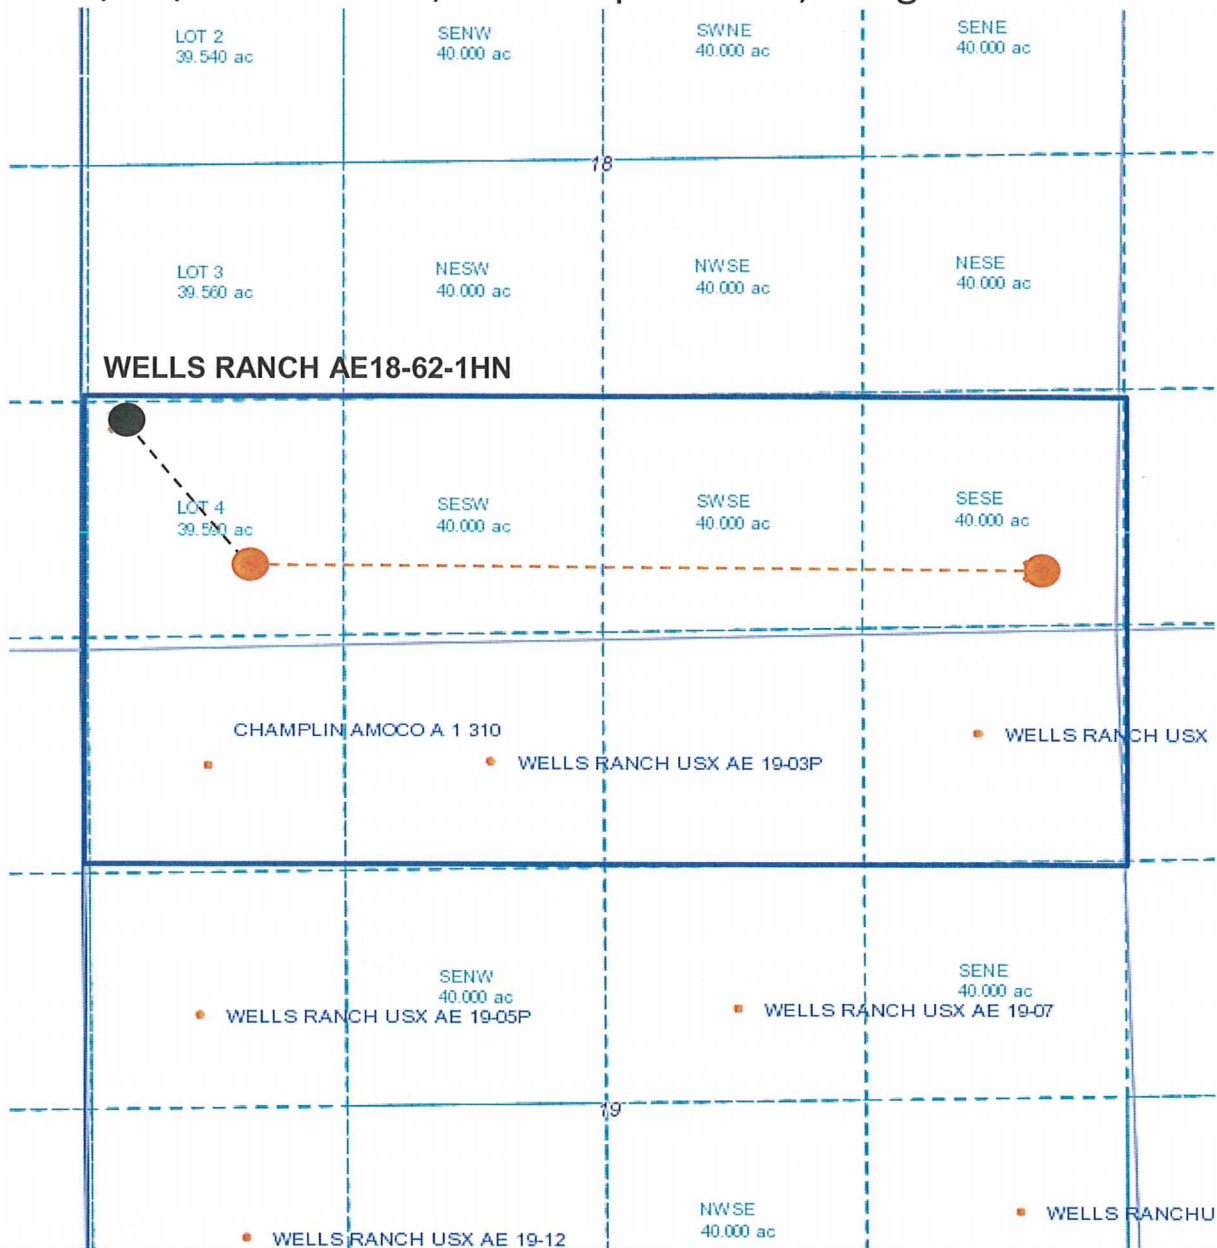 LOT 2
39.540 ac
SENW
40.000 ac
SWNE
40.000 ac
SENE
40.000 ac
18
LOT 3
39.560 ac
NESW
40.000 ac
NWSE
40.000 ac
NESE
40.000 ac
WELLS RANCH AE18-62-1HN
LOT 4
39.590 ac
SESW
40.000 ac
SWSE
40.000 ac
SESE
40.000 ac
CHAMPLIN AMOCO A 1 310
WELLS RANCH USX AE 19-03P
WELLS RANCH USX
SENW
40.000 ac
SENE
40.000 ac
WELLS RANCH USX AE 19-05P
WELLS RANCH USX AE 19-07
19
NWSE
40.000 ac
WELLS RANCHU
WELLS RANCH USX AE 19-12